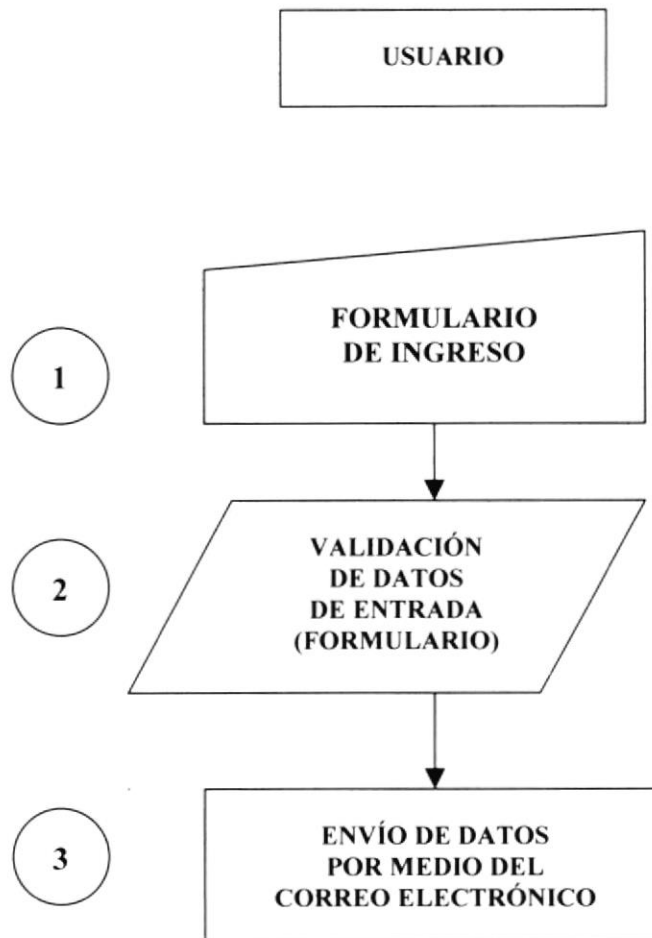 USUARIO
1
FORMULARIO
DE INGRESO
2
VALIDACIÓN
DE DATOS
DE ENTRADA
(FORMULARIO)
3
ENVÍO DE DATOS
POR MEDIO DEL
CORREO ELECTRÓNICO